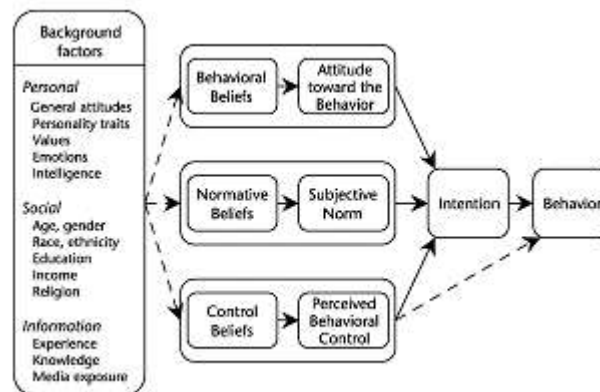 Background
factors
Personal
General attitudes
Personality traits
Values
Emotions
Intelligence
Social
Age, gender
Race, ethnicity
Education
Income
Religion
Information
Experience
Knowledge
Media exposure
Behavioral
Beliefs
Attitude
toward the
Behavior
Normative
Beliefs
Subjective
Norm
Control
Beliefs
Perceived
Behavioral
Control
Intention
Behavior